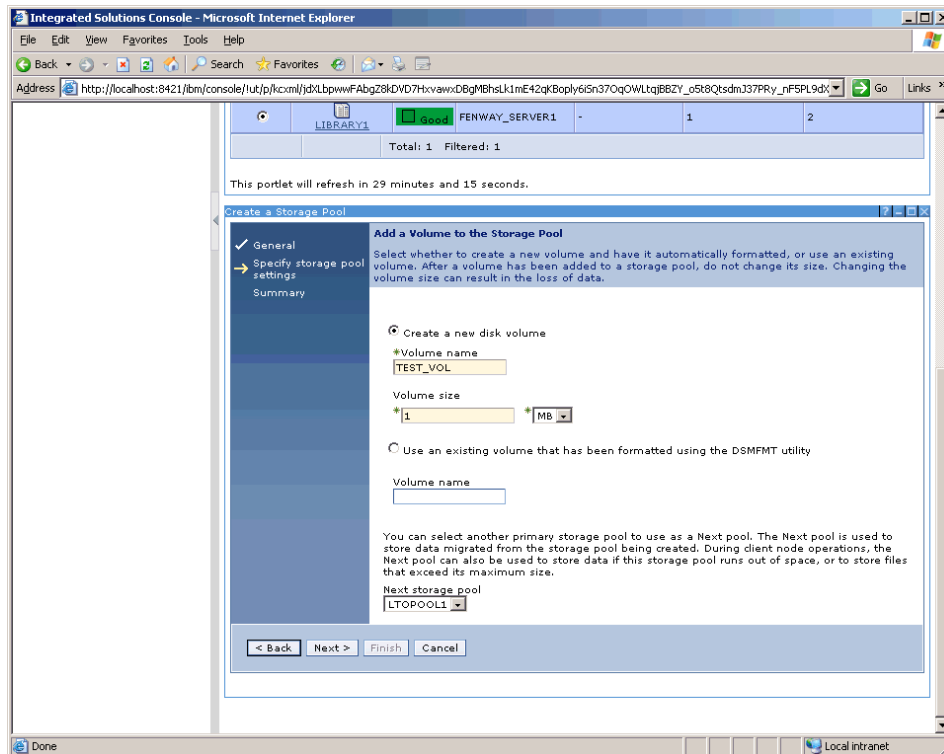 Integrated Solutions Console - Microsoft Internet Explorer
File Edit View Favorites Tools Help
Back Search Favorites
Address http://localhost:8421/ibm/console/!ut/p/kcxml/ Go Links »
LIBRARY1 Good FENWAY_SERVER1 - 1 2
Total: 1 Filtered: 1
This portlet will refresh in 29 minutes and 15 seconds.
Create a Storage Pool ?
General
Specify storage pool
settings
Summary
Add a Volume to the Storage Pool
Select whether to create a new volume and have it automatically formatted, or use an existing
volume. After a volume has been added to a storage pool, do not change its size. Changing the
volume size can result in the loss of data.
Create a new disk volume
*Volume name
TEST_VOL
Volume size
*1 *MB
Use an existing volume that has been formatted using the DSMFMT utility
Volume name
You can select another primary storage pool to use as a Next pool. The Next pool is used to
store data migrated from the storage pool being created. During client node operations, the
Next pool can also be used to store data if this storage pool runs out of space, or to store files
that exceed its maximum size.
Next storage pool
LTOPOOL1
< Back Next > Finish Cancel
Done Local intranet